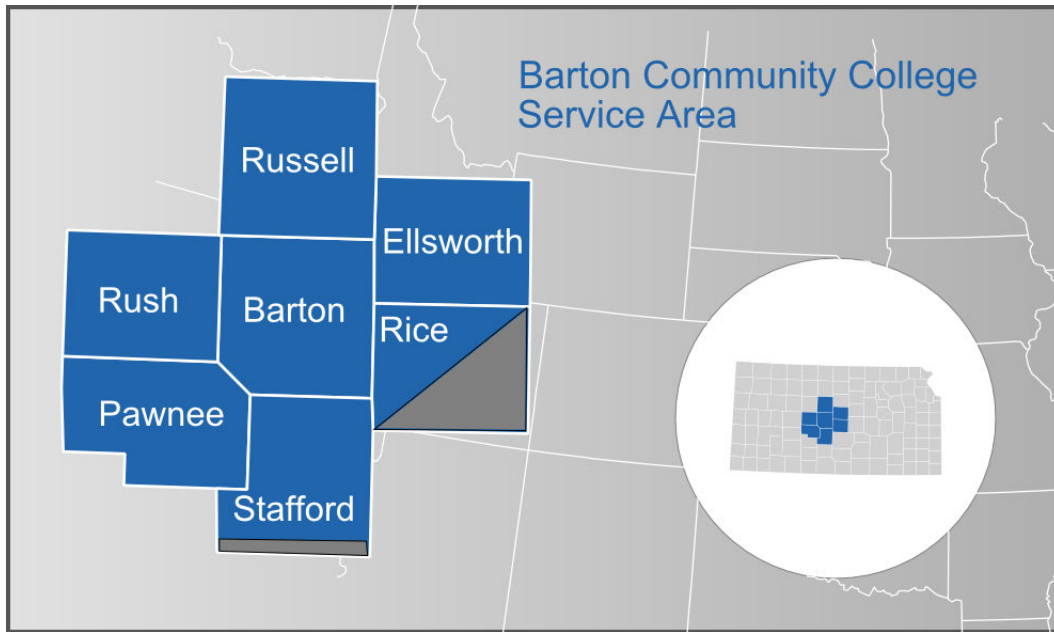 Barton Community College
Service Area
Russell
Ellsworth
Rush
Barton
Rice
Pawnee
Stafford